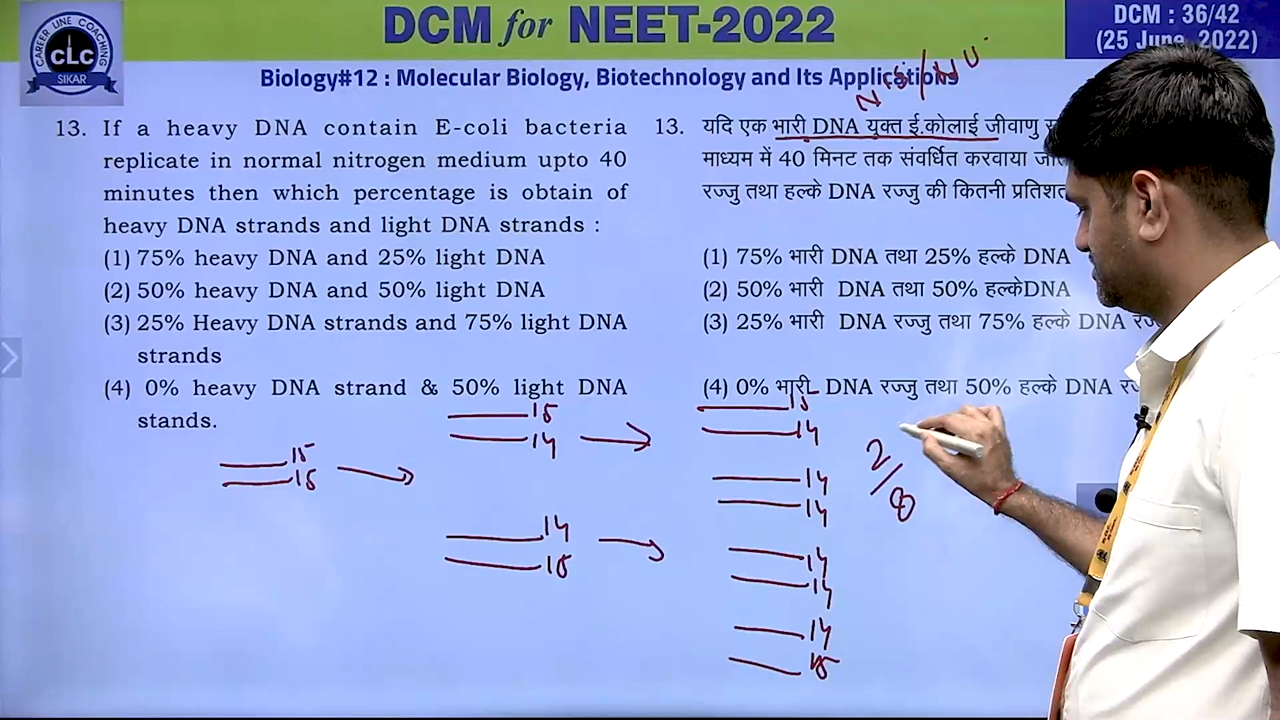 DCM for NEET-2022
DCM : 36/42
(25 June, 2022)
CAREER LINE COACHING
CLC
SIKAR
Biology#12 : Molecular Biology, Biotechnology and Its Applications
13. If a heavy DNA contain E-coli bacteria
replicate in normal nitrogen medium upto 40
minutes then which percentage is obtain of
heavy DNA strands and light DNA strands :
(1) 75% heavy DNA and 25% light DNA
(2) 50% heavy DNA and 50% light DNA
(3) 25% Heavy DNA strands and 75% light DNA
strands
(4) 0% heavy DNA strand & 50% light DNA
stands.
13. यदि एक भारी DNA युक्त ई.कोलाई जीवाणु
माध्यम में 40 मिनट तक संवर्धित करवाया
रज्जु तथा हल्के DNA रज्जु की कितनी प्रतिशत
(1) 75% भारी DNA तथा 25% हल्के DNA
(2) 50% भारी DNA तथा 50% हल्केDNA
(3) 25% भारी DNA रज्जु तथा 75% हल्के DNA
(4) 0% भारी DNA रज्जु तथा 50% हल्के DNA
15
15
15
14
14
15
15
14
14
14
14
14
14
15
2/8